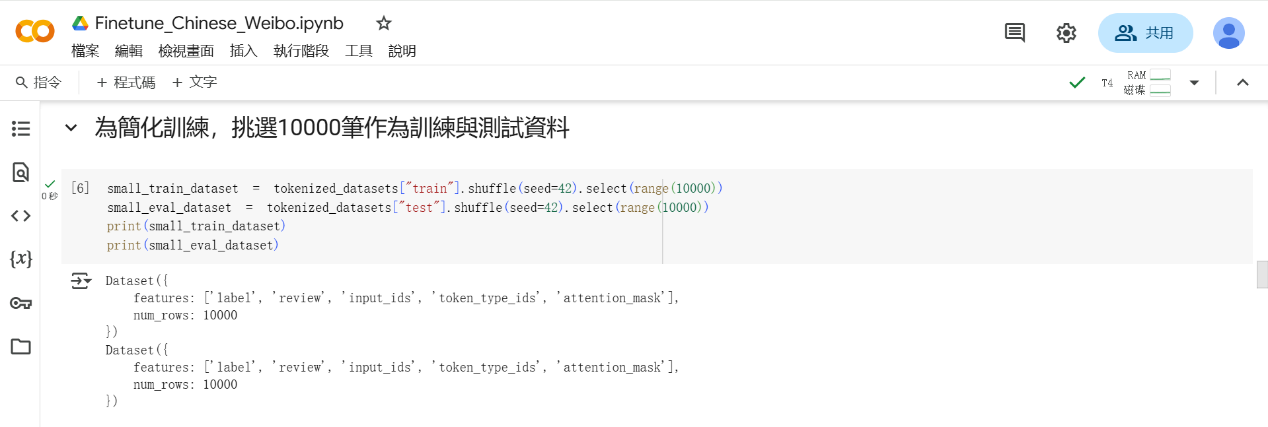 Finetune_Chinese_Weibo.ipynb
檔案 編輯 檢視畫面 插入 執行階段 工具 說明
共用
指令 + 程式碼 + 文字
T4 RAM 磁碟
為簡化訓練，挑選10000筆作為訓練與測試資料
0 秒
[6] small_train_dataset = tokenized_datasets["train"].shuffle(seed=42).select(range(10000))
small_eval_dataset = tokenized_datasets["test"].shuffle(seed=42).select(range(10000))
print(small_train_dataset)
print(small_eval_dataset)
Dataset({
    features: ['label', 'review', 'input_ids', 'token_type_ids', 'attention_mask'],
    num_rows: 10000
})
Dataset({
    features: ['label', 'review', 'input_ids', 'token_type_ids', 'attention_mask'],
    num_rows: 10000
})